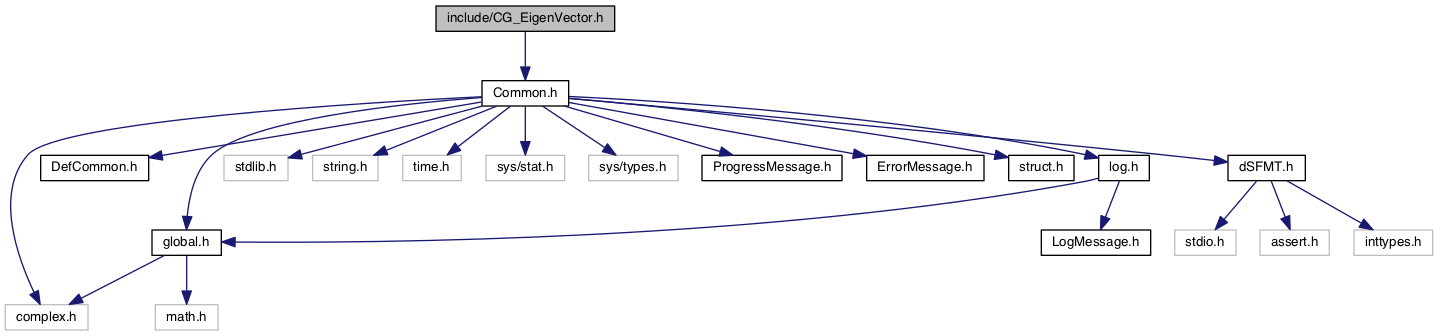 include/CG_EigenVector.h
Common.h
DefCommon.h
stdlib.h
string.h
time.h
sys/stat.h
sys/types.h
ProgressMessage.h
ErrorMessage.h
struct.h
log.h
dSFMT.h
global.h
LogMessage.h
stdio.h
assert.h
inttypes.h
complex.h
math.h